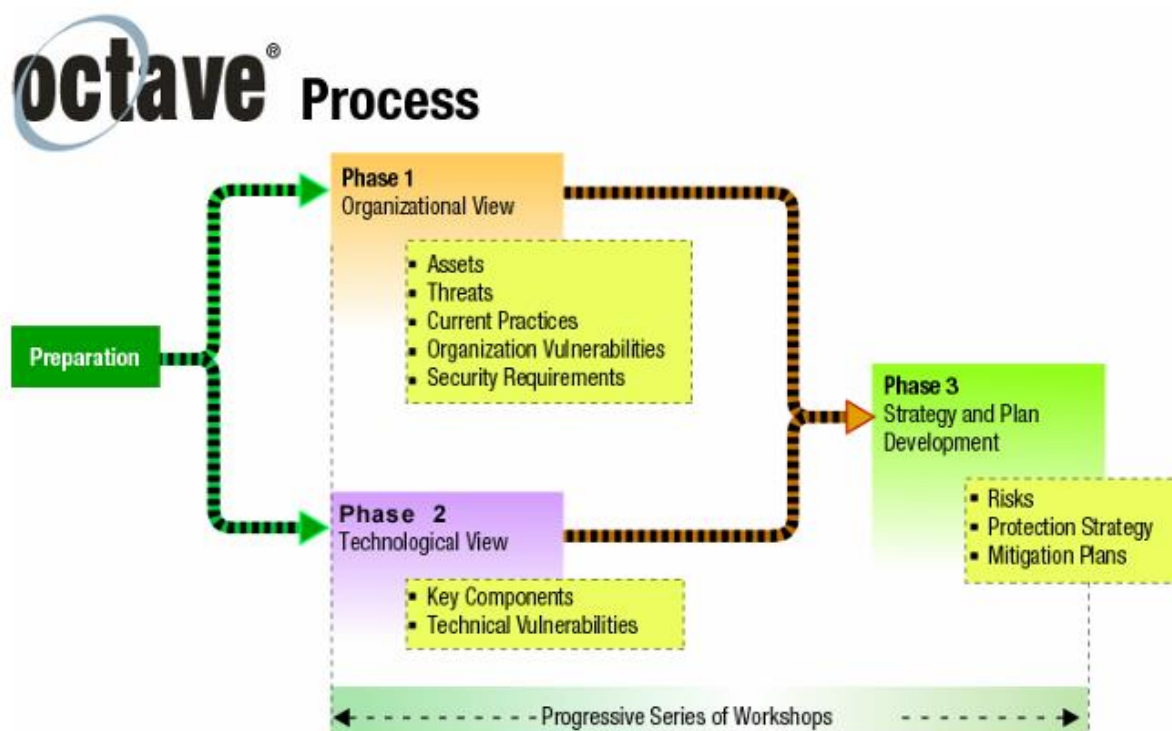 octave® Process
Phase 1
Organizational View
▪ Assets
▪ Threats
▪ Current Practices
▪ Organization Vulnerabilities
▪ Security Requirements
Preparation
Phase 3
Strategy and Plan
Development
▪ Risks
▪ Protection Strategy
▪ Mitigation Plans
Phase 2
Technological View
▪ Key Components
▪ Technical Vulnerabilities
Progressive Series of Workshops